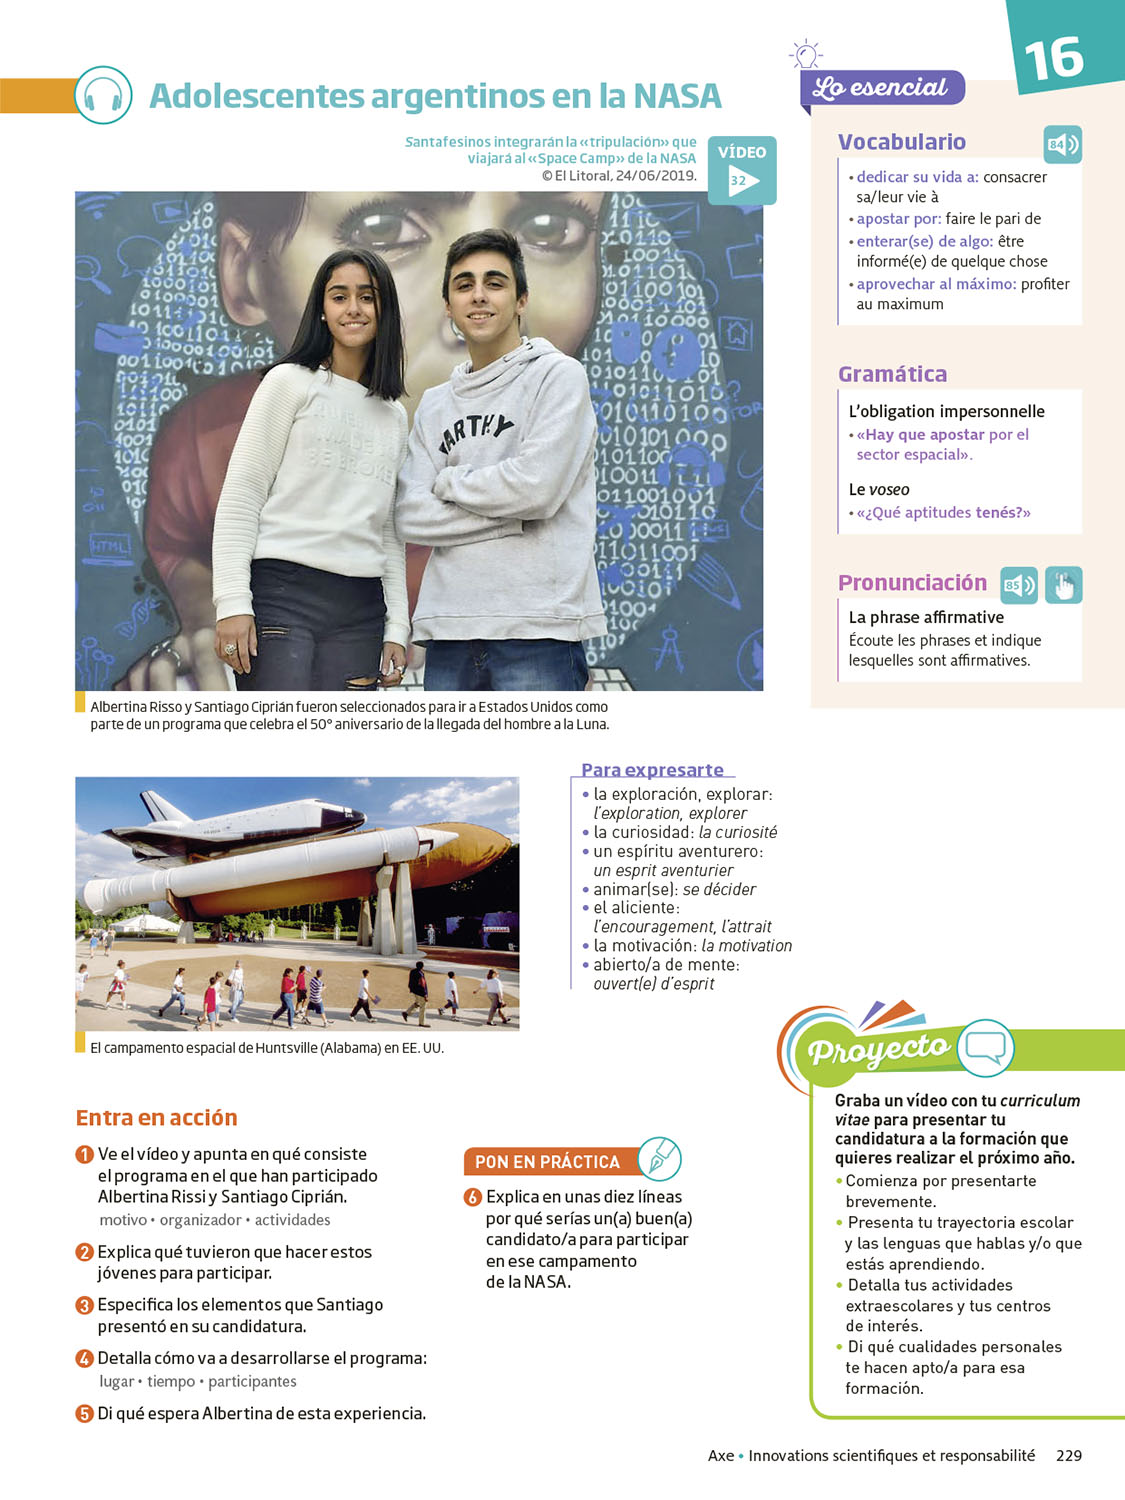 16
Adolescentes argentinos en la NASA
Santafesinos integrarán la «tripulación» que
viajará al «Space Camp» de la NASA
© El Litoral, 24/06/2019.
VÍDEO
32
HTML
EARTHY
Albertina Risso y Santiago Ciprián fueron seleccionados para ir a Estados Unidos como
parte de un programa que celebra el 50° aniversario de la llegada del hombre a la Luna.
Lo esencial
Vocabulario
84
• dedicar su vida a: consacrer
sa/leur vie à
• apostar por: faire le pari de
• enterar(se) de algo: être
informé(e) de quelque chose
• aprovechar al máximo: profiter
au maximum
Gramática
L'obligation impersonnelle
• «Hay que apostar por el
sector espacial».
Le voseo
• «¿Qué aptitudes tenés?»
Pronunciación
85
La phrase affirmative
Écoute les phrases et indique
lesquelles sont affirmatives.
El campamento espacial de Huntsville (Alabama) en EE. UU.
Para expresarte
• la exploración, explorar:
l'exploration, explorer
• la curiosidad: la curiosité
• un espíritu aventurero:
un esprit aventurier
• animar(se): se décider
• el aliciente:
l'encouragement, l'attrait
• la motivación: la motivation
• abierto/a de mente:
ouvert(e) d'esprit
Entra en acción
1 Ve el vídeo y apunta en qué consiste
el programa en el que han participado
Albertina Rissi y Santiago Ciprián.
motivo • organizador • actividades
2 Explica qué tuvieron que hacer estos
jóvenes para participar.
3 Especifica los elementos que Santiago
presentó en su candidatura.
4 Detalla cómo va a desarrollarse el programa:
lugar • tiempo • participantes
5 Di qué espera Albertina de esta experiencia.
PON EN PRÁCTICA
6 Explica en unas diez líneas
por qué serías un(a) buen(a)
candidato/a para participar
en ese campamento
de la NASA.
Proyecto
Graba un vídeo con tu curriculum
vitae para presentar tu
candidatura a la formación que
quieres realizar el próximo año.
• Comienza por presentarte
brevemente.
• Presenta tu trayectoria escolar
y las lenguas que hablas y/o que
estás aprendiendo.
• Detalla tus actividades
extraescolares y tus centros
de interés.
• Di qué cualidades personales
te hacen apto/a para esa
formación.
Axe • Innovations scientifiques et responsabilité 229